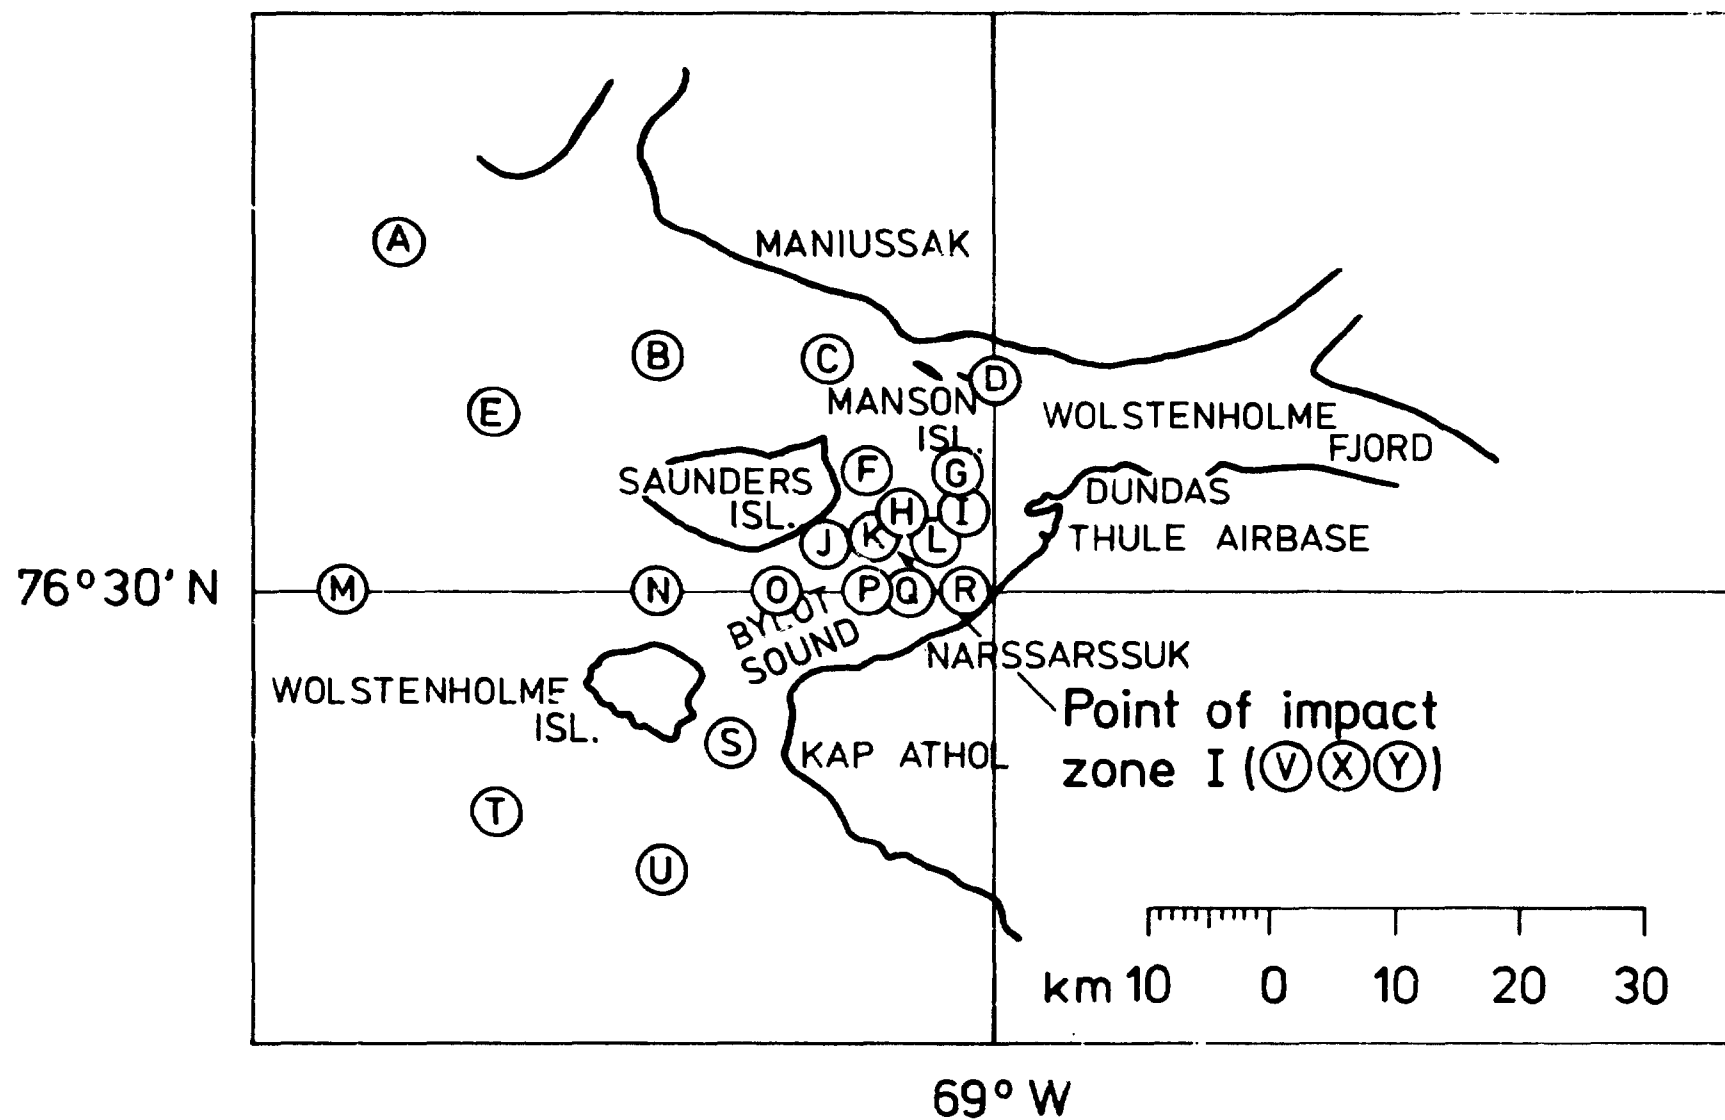 A
MANIUSSAK
B
C
D
E
MANSON
ISL.
WOLSTENHOLME
FJORD
F
G
SAUNDERS
ISL.
DUNDAS
H
I
J
K
L
THULE AIRBASE
76°30' N
M
N
O
P
Q
R
BYLOT
SOUND
NARSSARSSUK
WOLSTENHOLME
ISL.
Point of impact
zone I (V X Y)
S
KAP ATHOL
T
U
km 10 0 10 20 30
69° W